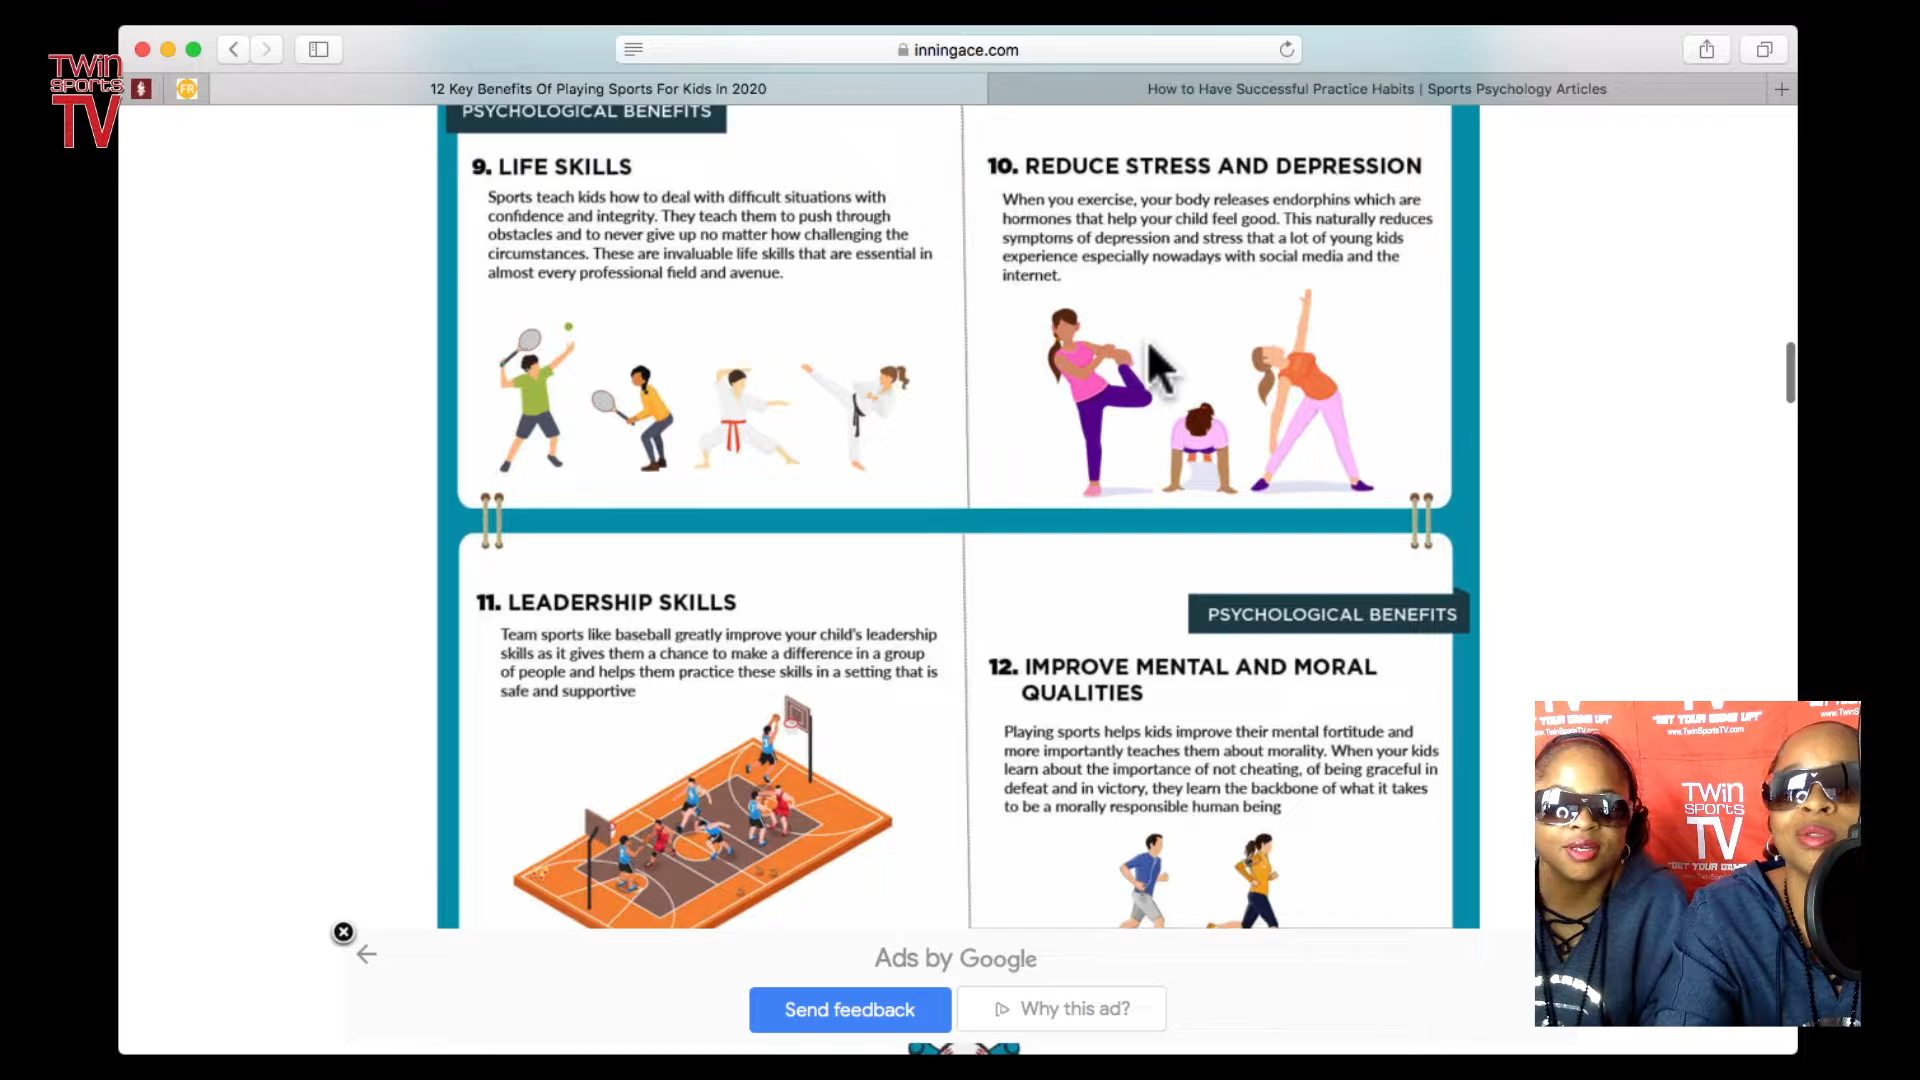 TWIN
SPORTS
TV
inningace.com
FR
12 Key Benefits Of Playing Sports For Kids In 2020
How to Have Successful Practice Habits | Sports Psychology Articles
PSYCHOLOGICAL BENEFITS
9. LIFE SKILLS
Sports teach kids how to deal with difficult situations with
confidence and integrity. They teach them to push through
obstacles and to never give up no matter how challenging the
circumstances. These are invaluable life skills that are essential in
almost every professional field and avenue.
10. REDUCE STRESS AND DEPRESSION
When you exercise, your body releases endorphins which are
hormones that help your child feel good. This naturally reduces
symptoms of depression and stress that a lot of young kids
experience especially nowadays with social media and the
internet.
11. LEADERSHIP SKILLS
Team sports like baseball greatly improve your child's leadership
skills as it gives them a chance to make a difference in a group
of people and helps them practice these skills in a setting that is
safe and supportive
PSYCHOLOGICAL BENEFITS
12. IMPROVE MENTAL AND MORAL
QUALITIES
Playing sports helps kids improve their mental fortitude and
more importantly teaches them about morality. When your kids
learn about the importance of not cheating, of being graceful in
defeat and in victory, they learn the backbone of what it takes
to be a morally responsible human being
Ads by Google
Send feedback
Why this ad?
"GET YOUR GAME UP!"
www.TwinSportsTV.com
TWIN
SPORTS
TV